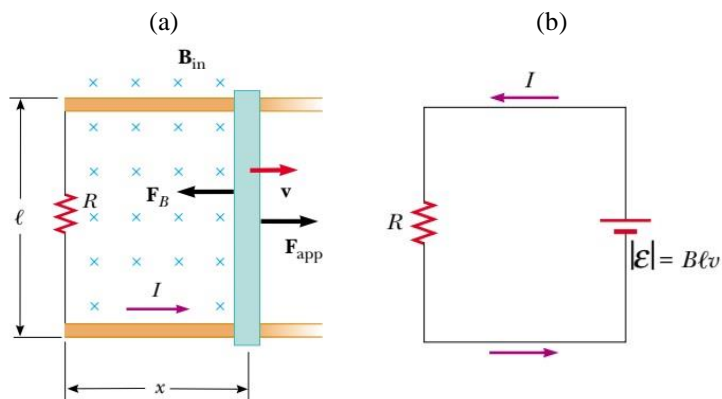 (a)
(b)
B_in
I
R
F_B
v
ℓ
F_app
R
|ε| = Bℓv
I
x